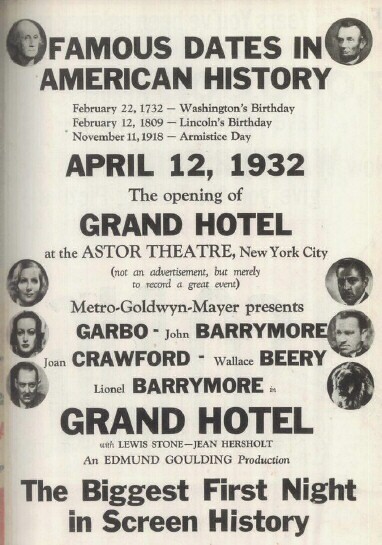 FAMOUS DATES IN
AMERICAN HISTORY
February 22, 1732 — Washington's Birthday
February 12, 1809 — Lincoln's Birthday
November 11, 1918 — Armistice Day
APRIL 12, 1932
The opening of
GRAND HOTEL
at the ASTOR THEATRE, New York City
(not an advertisement, but merely
to record a great event)
Metro-Goldwyn-Mayer presents
GARBO - John BARRYMORE
Joan CRAWFORD - Wallace BEERY
Lionel BARRYMORE in
GRAND HOTEL
with LEWIS STONE—JEAN HERSHOLT
An EDMUND GOULDING Production
The Biggest First Night
in Screen History